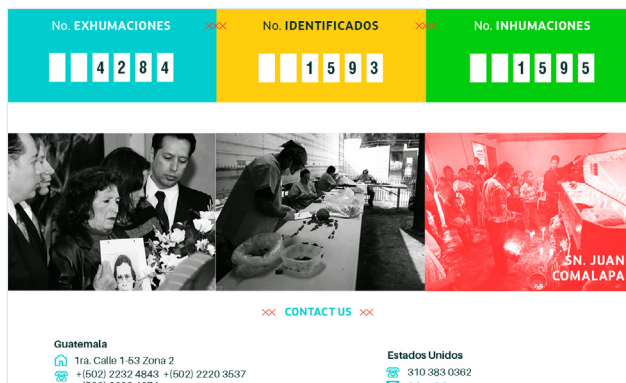 No. EXHUMACIONES
No. IDENTIFICADOS
No. INHUMACIONES
4284
1593
1595
SN. JUAN
COMALAPA
CONTACT US
Guatemala
1ra. Calle 1-53 Zona 2
+(502) 2232 4843 +(502) 2220 3537
Estados Unidos
310 383 0362